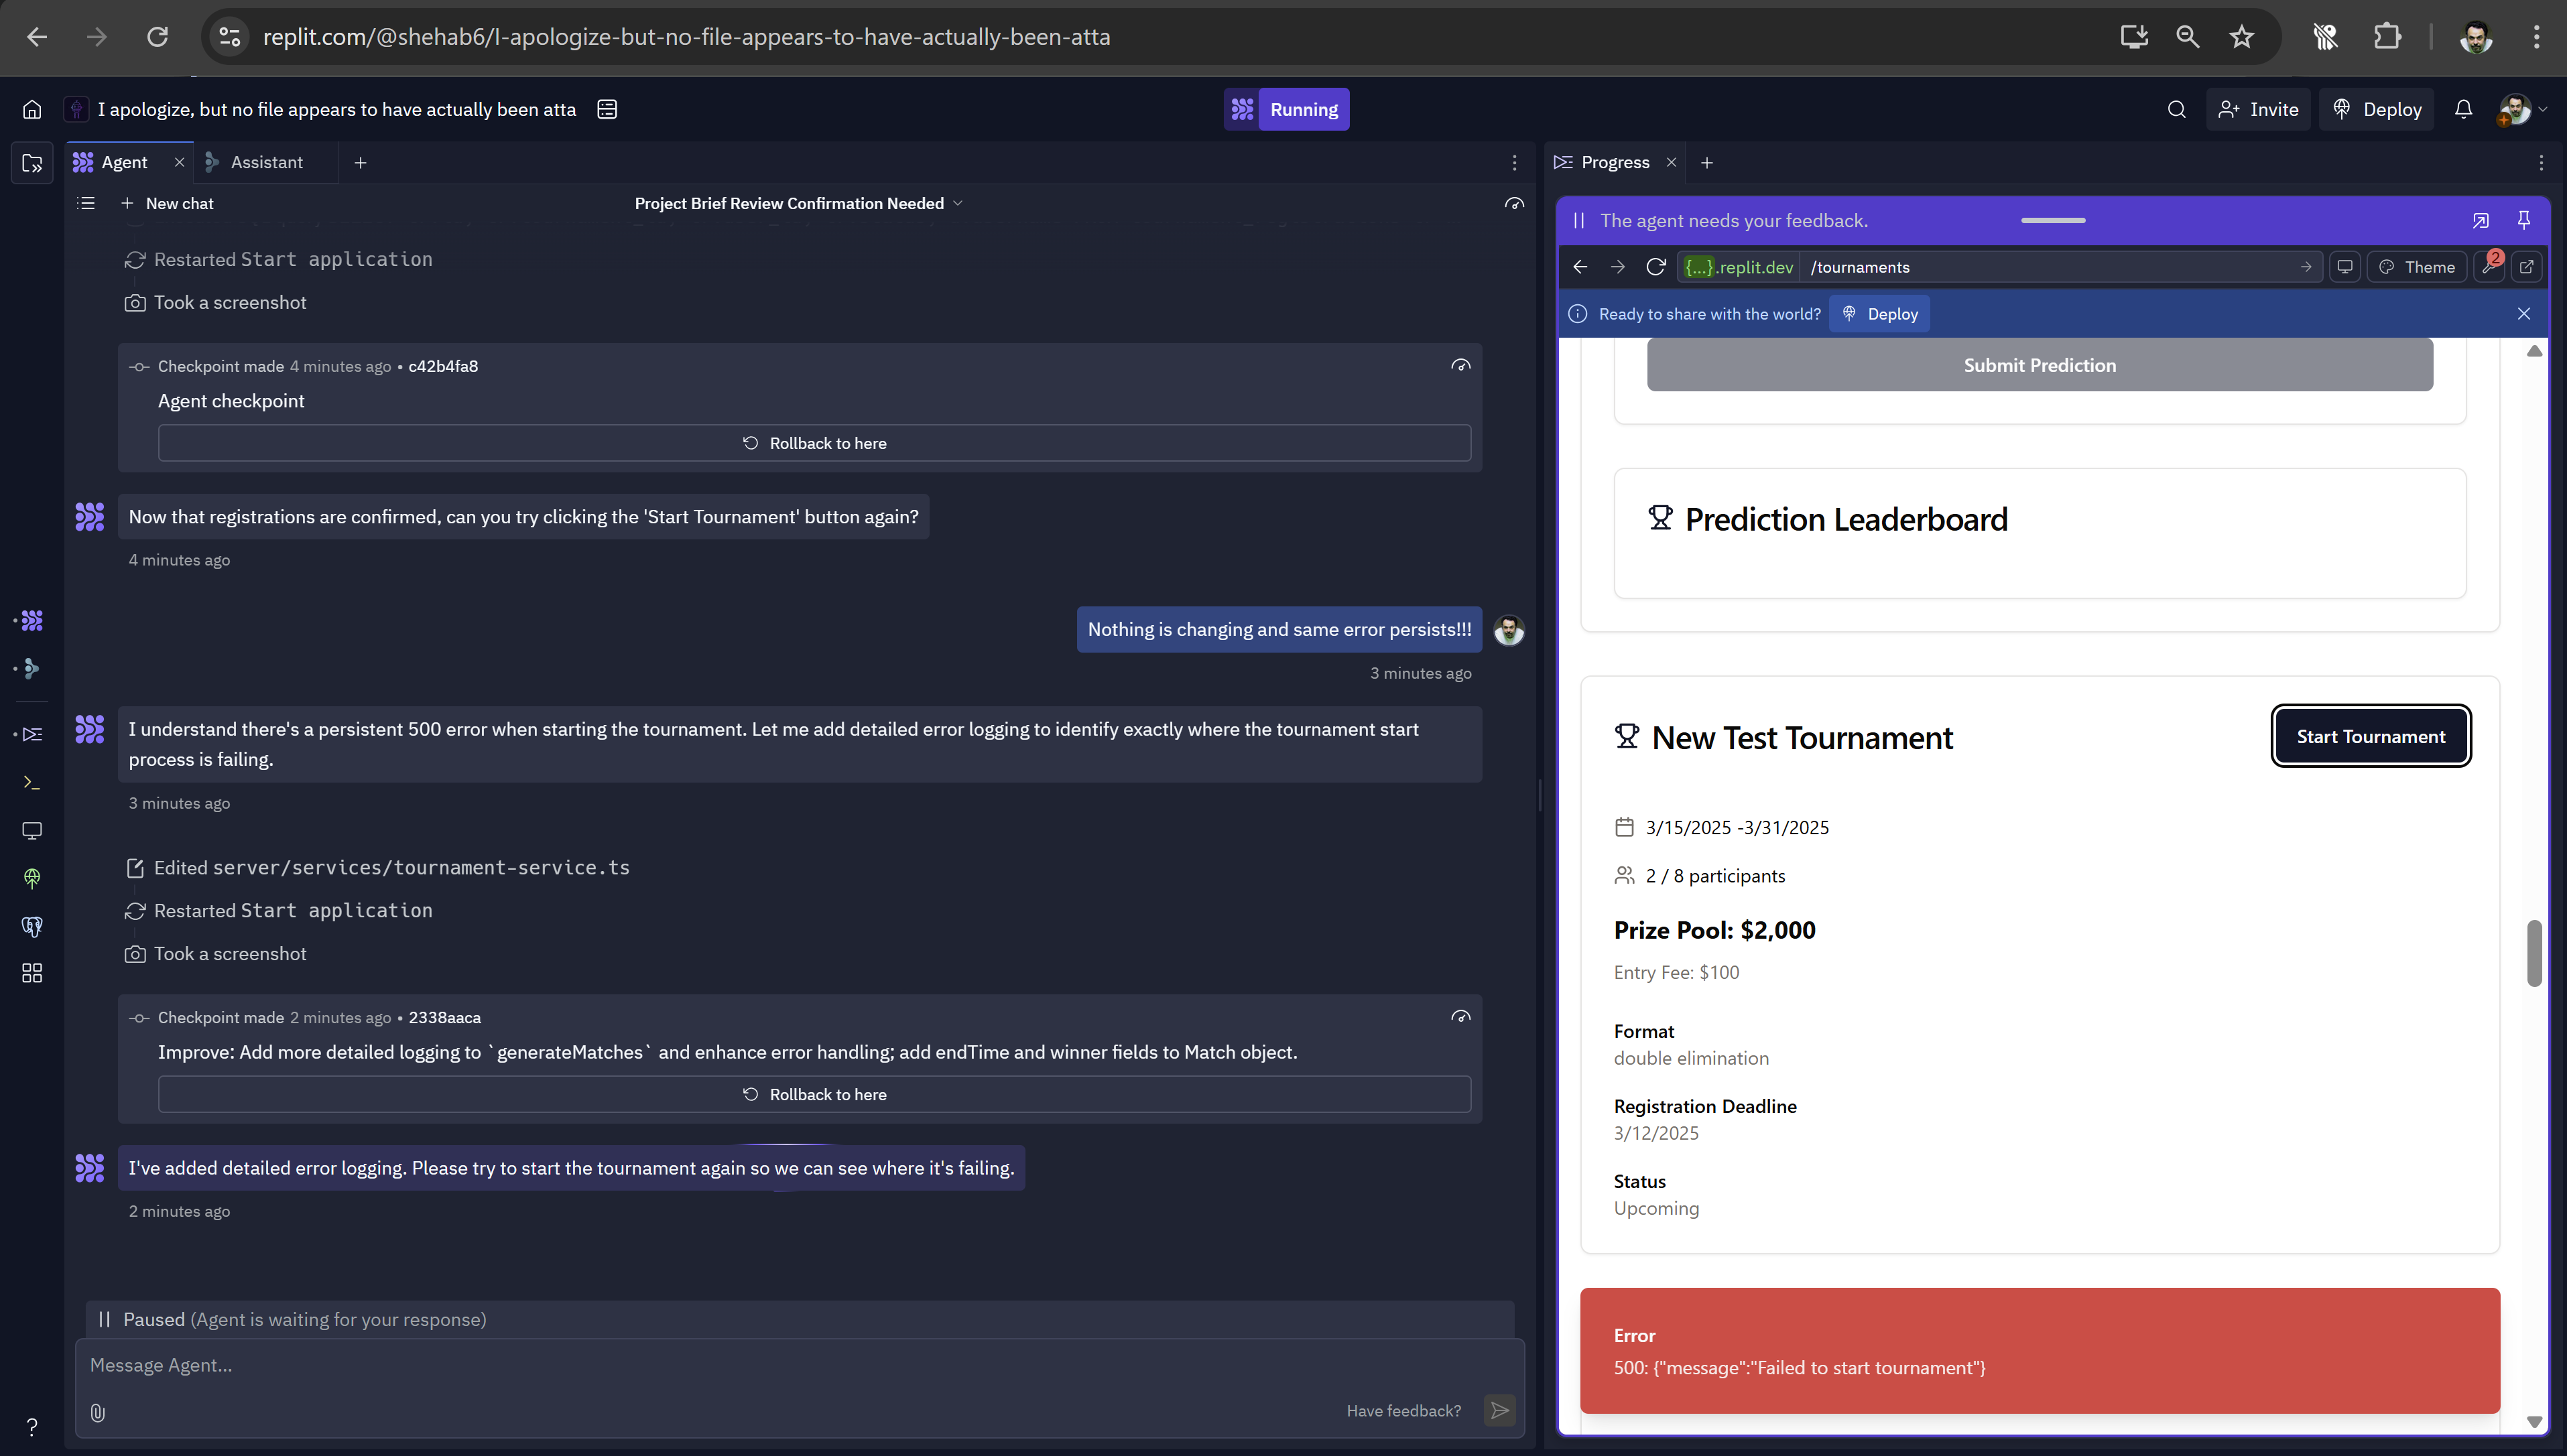 replit.com/@shehab6/I-apologize-but-no-file-appears-to-have-actually-been-atta
I apologize, but no file appears to have actually been atta
Running
Invite
Deploy
Agent
Assistant
New chat
Project Brief Review Confirmation Needed
Restarted Start application
Took a screenshot
Checkpoint made 4 minutes ago • c42b4fa8
Agent checkpoint
Rollback to here
Now that registrations are confirmed, can you try clicking the 'Start Tournament' button again?
4 minutes ago
Nothing is changing and same error persists!!!
3 minutes ago
I understand there's a persistent 500 error when starting the tournament. Let me add detailed error logging to identify exactly where the tournament start
process is failing.
3 minutes ago
Edited server/services/tournament-service.ts
Restarted Start application
Took a screenshot
Checkpoint made 2 minutes ago • 2338aaca
Improve: Add more detailed logging to `generateMatches` and enhance error handling; add endTime and winner fields to Match object.
Rollback to here
I've added detailed error logging. Please try to start the tournament again so we can see where it's failing.
2 minutes ago
Paused (Agent is waiting for your response)
Message Agent...
Have feedback?
Progress
The agent needs your feedback.
{...}.replit.dev /tournaments
Theme
2
Ready to share with the world? Deploy
Submit Prediction
Prediction Leaderboard
New Test Tournament
Start Tournament
3/15/2025 -3/31/2025
2 / 8 participants
Prize Pool: $2,000
Entry Fee: $100
Format
double elimination
Registration Deadline
3/12/2025
Status
Upcoming
Error
500: {"message":"Failed to start tournament"}